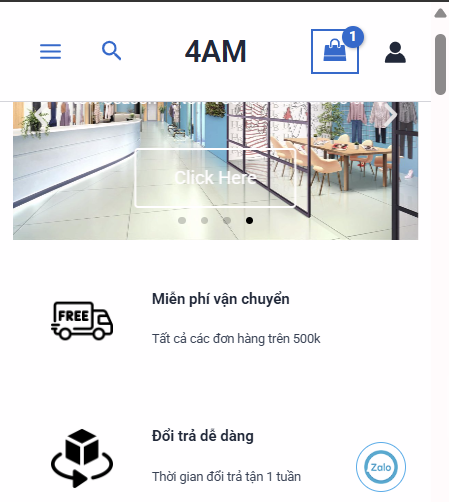 4AM
1
Click Here
FREE
Miễn phí vận chuyển
Tất cả các đơn hàng trên 500k
Đổi trả dễ dàng
Thời gian đổi trả tận 1 tuần
Zalo